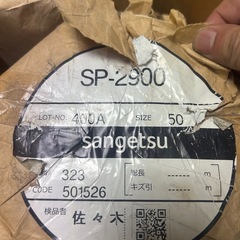 SP-2900
LOT-NO. 400A SIZE 50
sangetsu
323 総長 ----- m
CODE 501526 キズ引 ----- m
検品者 佐々木